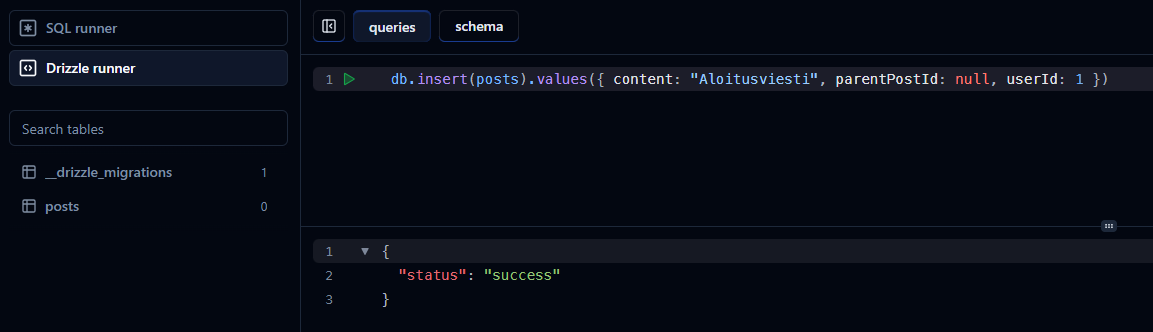 SQL runner
Drizzle runner
Search tables
__drizzle_migrations 1
posts 0
queries schema
1 db.insert(posts).values({ content: "Aloitusviesti", parentPostId: null, userId: 1 })
1 {
2 "status": "success"
3 }